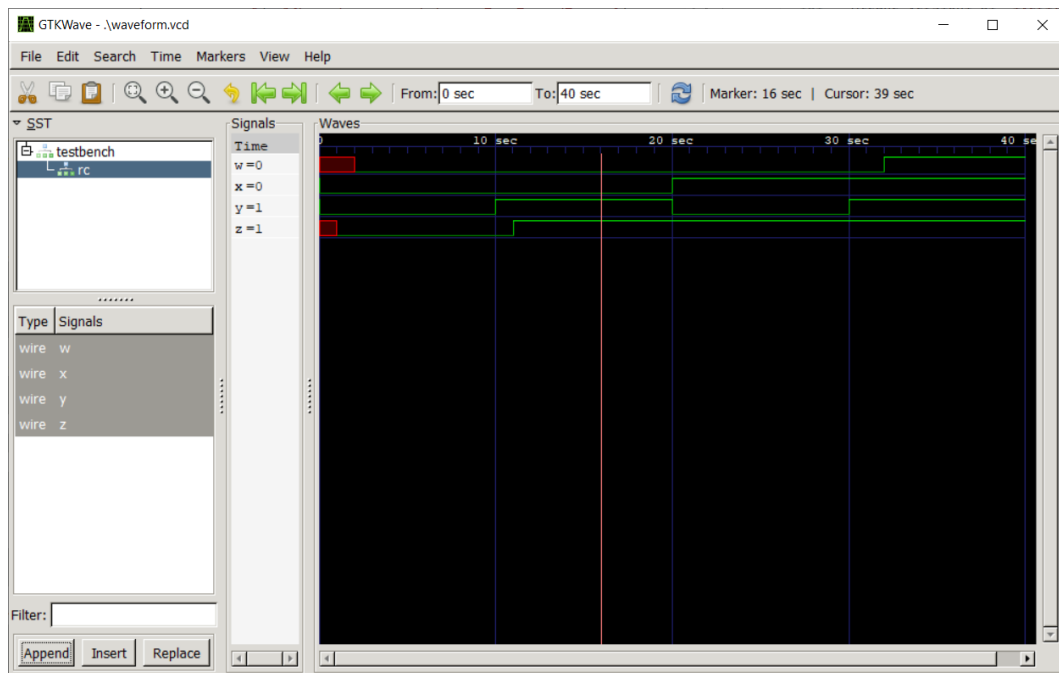 GTKWave - .\waveform.vcd
File Edit Search Time Markers View Help
From: 0 sec To: 40 sec Marker: 16 sec | Cursor: 39 sec
SST
testbench
rc
Type Signals
wire w
wire x
wire y
wire z
Filter:
Append Insert Replace
Signals
Time
w =0
x =0
y =1
z =1
Waves
0 10 sec 20 sec 30 sec 40 se